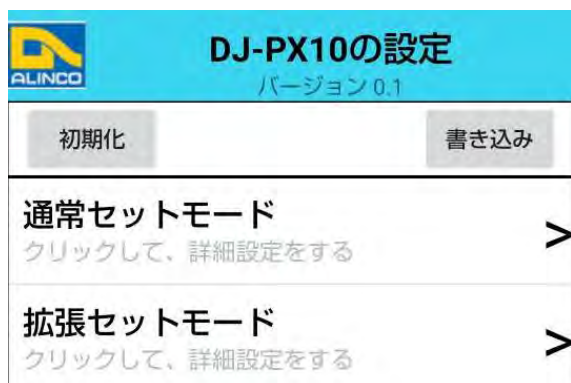 ALINCO
DJ-PX10の設定
バージョン 0.1
初期化
書き込み
通常セットモード
クリックして、詳細設定をする
>
拡張セットモード
クリックして、詳細設定をする
>